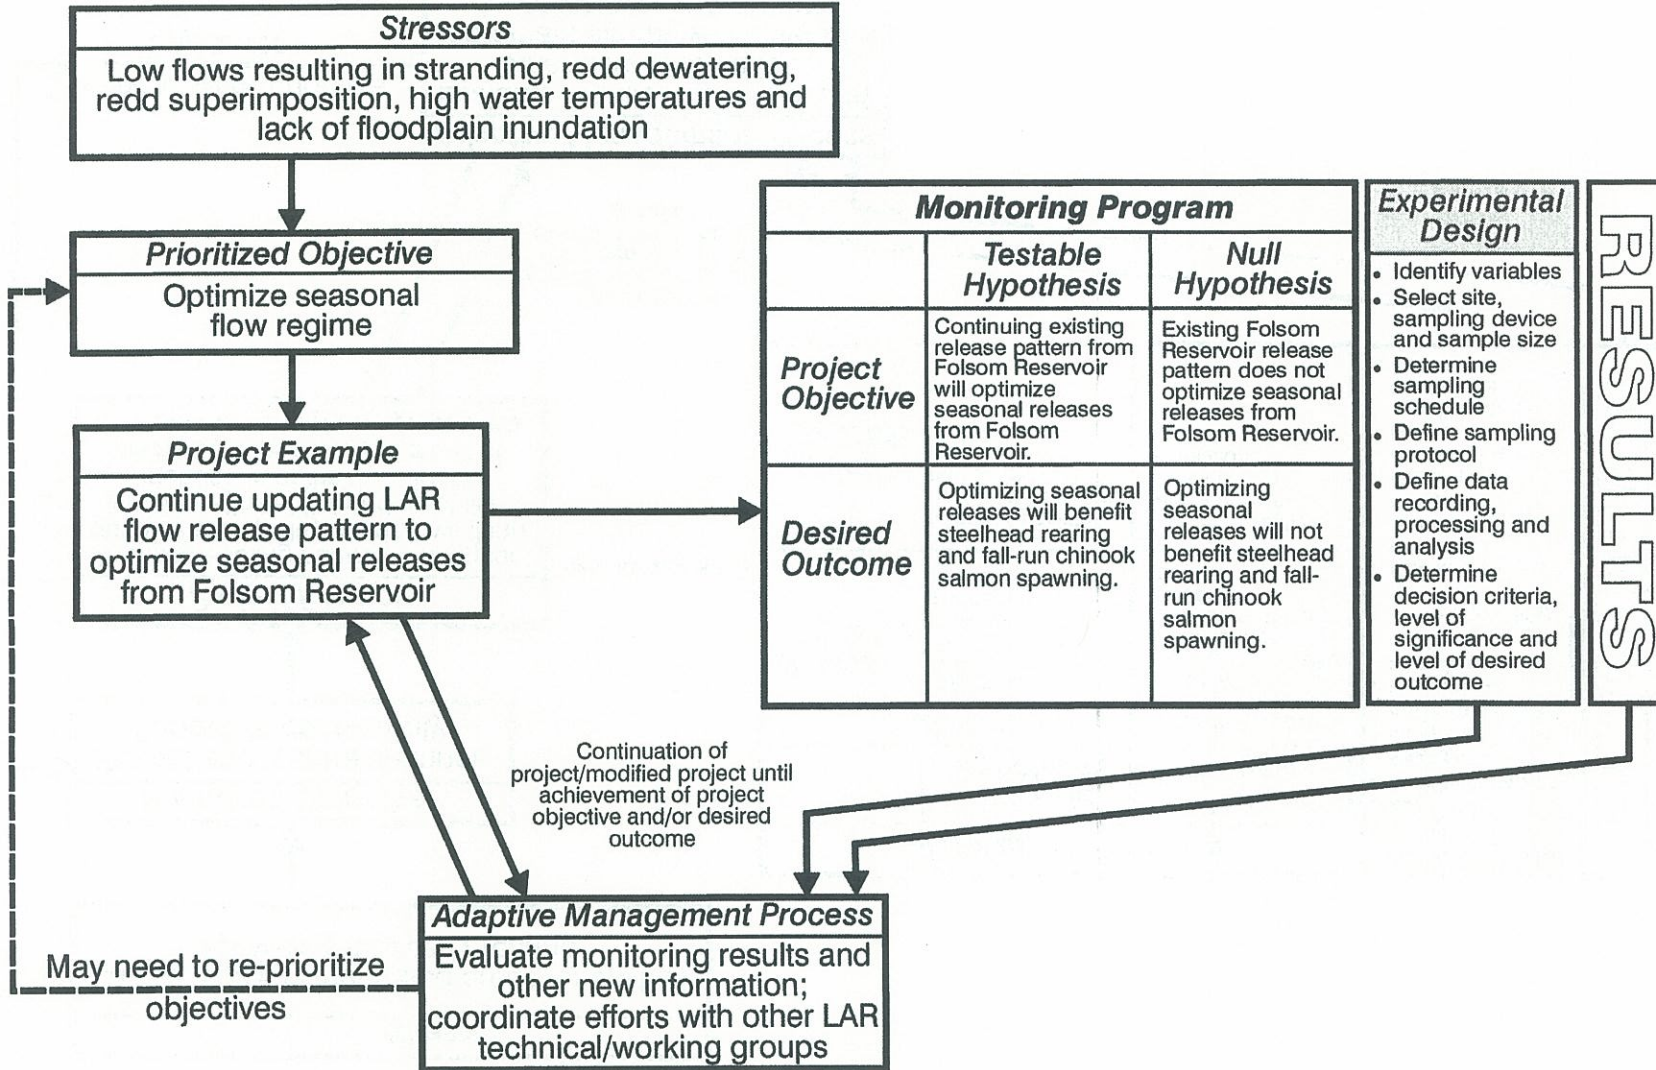 Stressors
Low flows resulting in stranding, redd dewatering,
redd superimposition, high water temperatures and
lack of floodplain inundation
Prioritized Objective
Optimize seasonal
flow regime
Project Example
Continue updating LAR
flow release pattern to
optimize seasonal releases
from Folsom Reservoir
Monitoring Program
Testable
Hypothesis
Null
Hypothesis
Project
Objective
Continuing existing
release pattern from
Folsom Reservoir
will optimize
seasonal releases
from Folsom
Reservoir.
Existing Folsom
Reservoir release
pattern does not
optimize seasonal
releases from
Folsom Reservoir.
Desired
Outcome
Optimizing seasonal
releases will benefit
steelhead rearing
and fall-run chinook
salmon spawning.
Optimizing
seasonal
releases will not
benefit steelhead
rearing and fall-
run chinook
salmon
spawning.
Experimental
Design
• Identify variables
• Select site,
sampling device
and sample size
• Determine
sampling
schedule
• Define sampling
protocol
• Define data
recording,
processing and
analysis
• Determine
decision criteria,
level of
significance and
level of desired
outcome
RESULTS
Continuation of
project/modified project until
achievement of project
objective and/or desired
outcome
Adaptive Management Process
Evaluate monitoring results and
other new information;
coordinate efforts with other LAR
technical/working groups
May need to re-prioritize
objectives